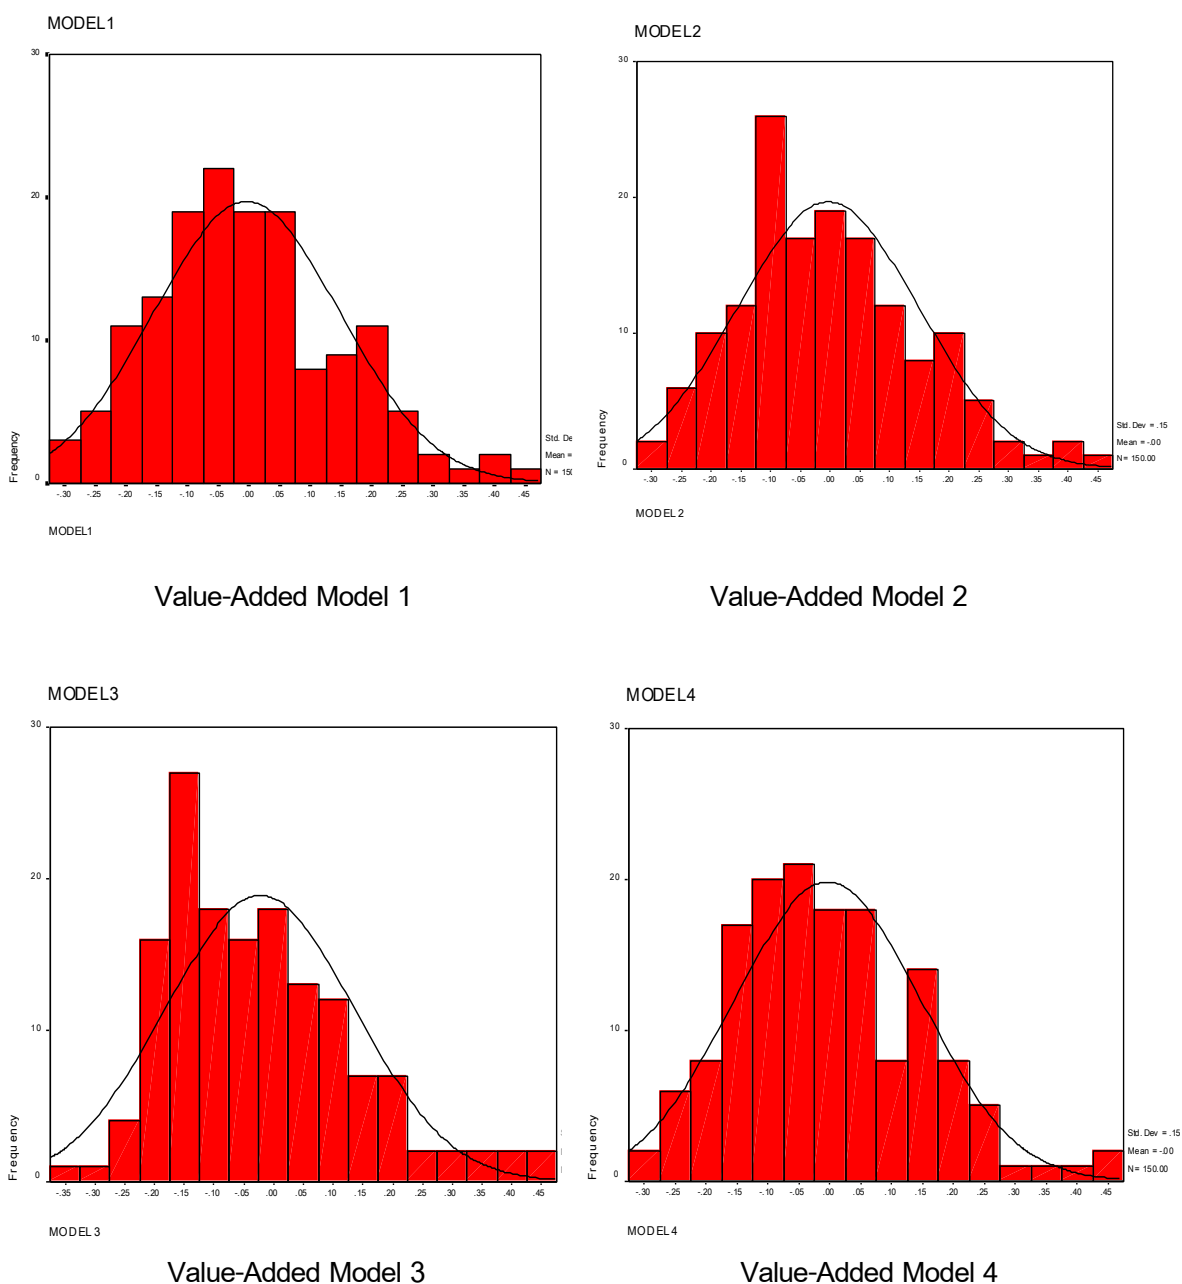 MODEL1
30
20
10
0
Frequency
-.30 -.25 -.20 -.15 -.10 -.05 .00 .05 .10 .15 .20 .25 .30 .35 .40 .45
MODEL1
Std. De
Mean =
N = 150
Value-Added Model 1
MODEL2
30
20
10
0
Frequency
-.30 -.25 -.20 -.15 -.10 -.05 .00 .05 .10 .15 .20 .25 .30 .35 .40 .45
MODEL2
Std. Dev = .15
Mean = -.00
N = 150.00
Value-Added Model 2
MODEL3
30
20
10
0
Frequency
-.35 -.30 -.25 -.20 -.15 -.10 -.05 .00 .05 .10 .15 .20 .25 .30 .35 .40 .45
MODEL3
Value-Added Model 3
MODEL4
30
20
10
0
Frequency
-.30 -.25 -.20 -.15 -.10 -.05 .00 .05 .10 .15 .20 .25 .30 .35 .40 .45
MODEL4
Std. Dev = .15
Mean = -.00
N = 150.00
Value-Added Model 4